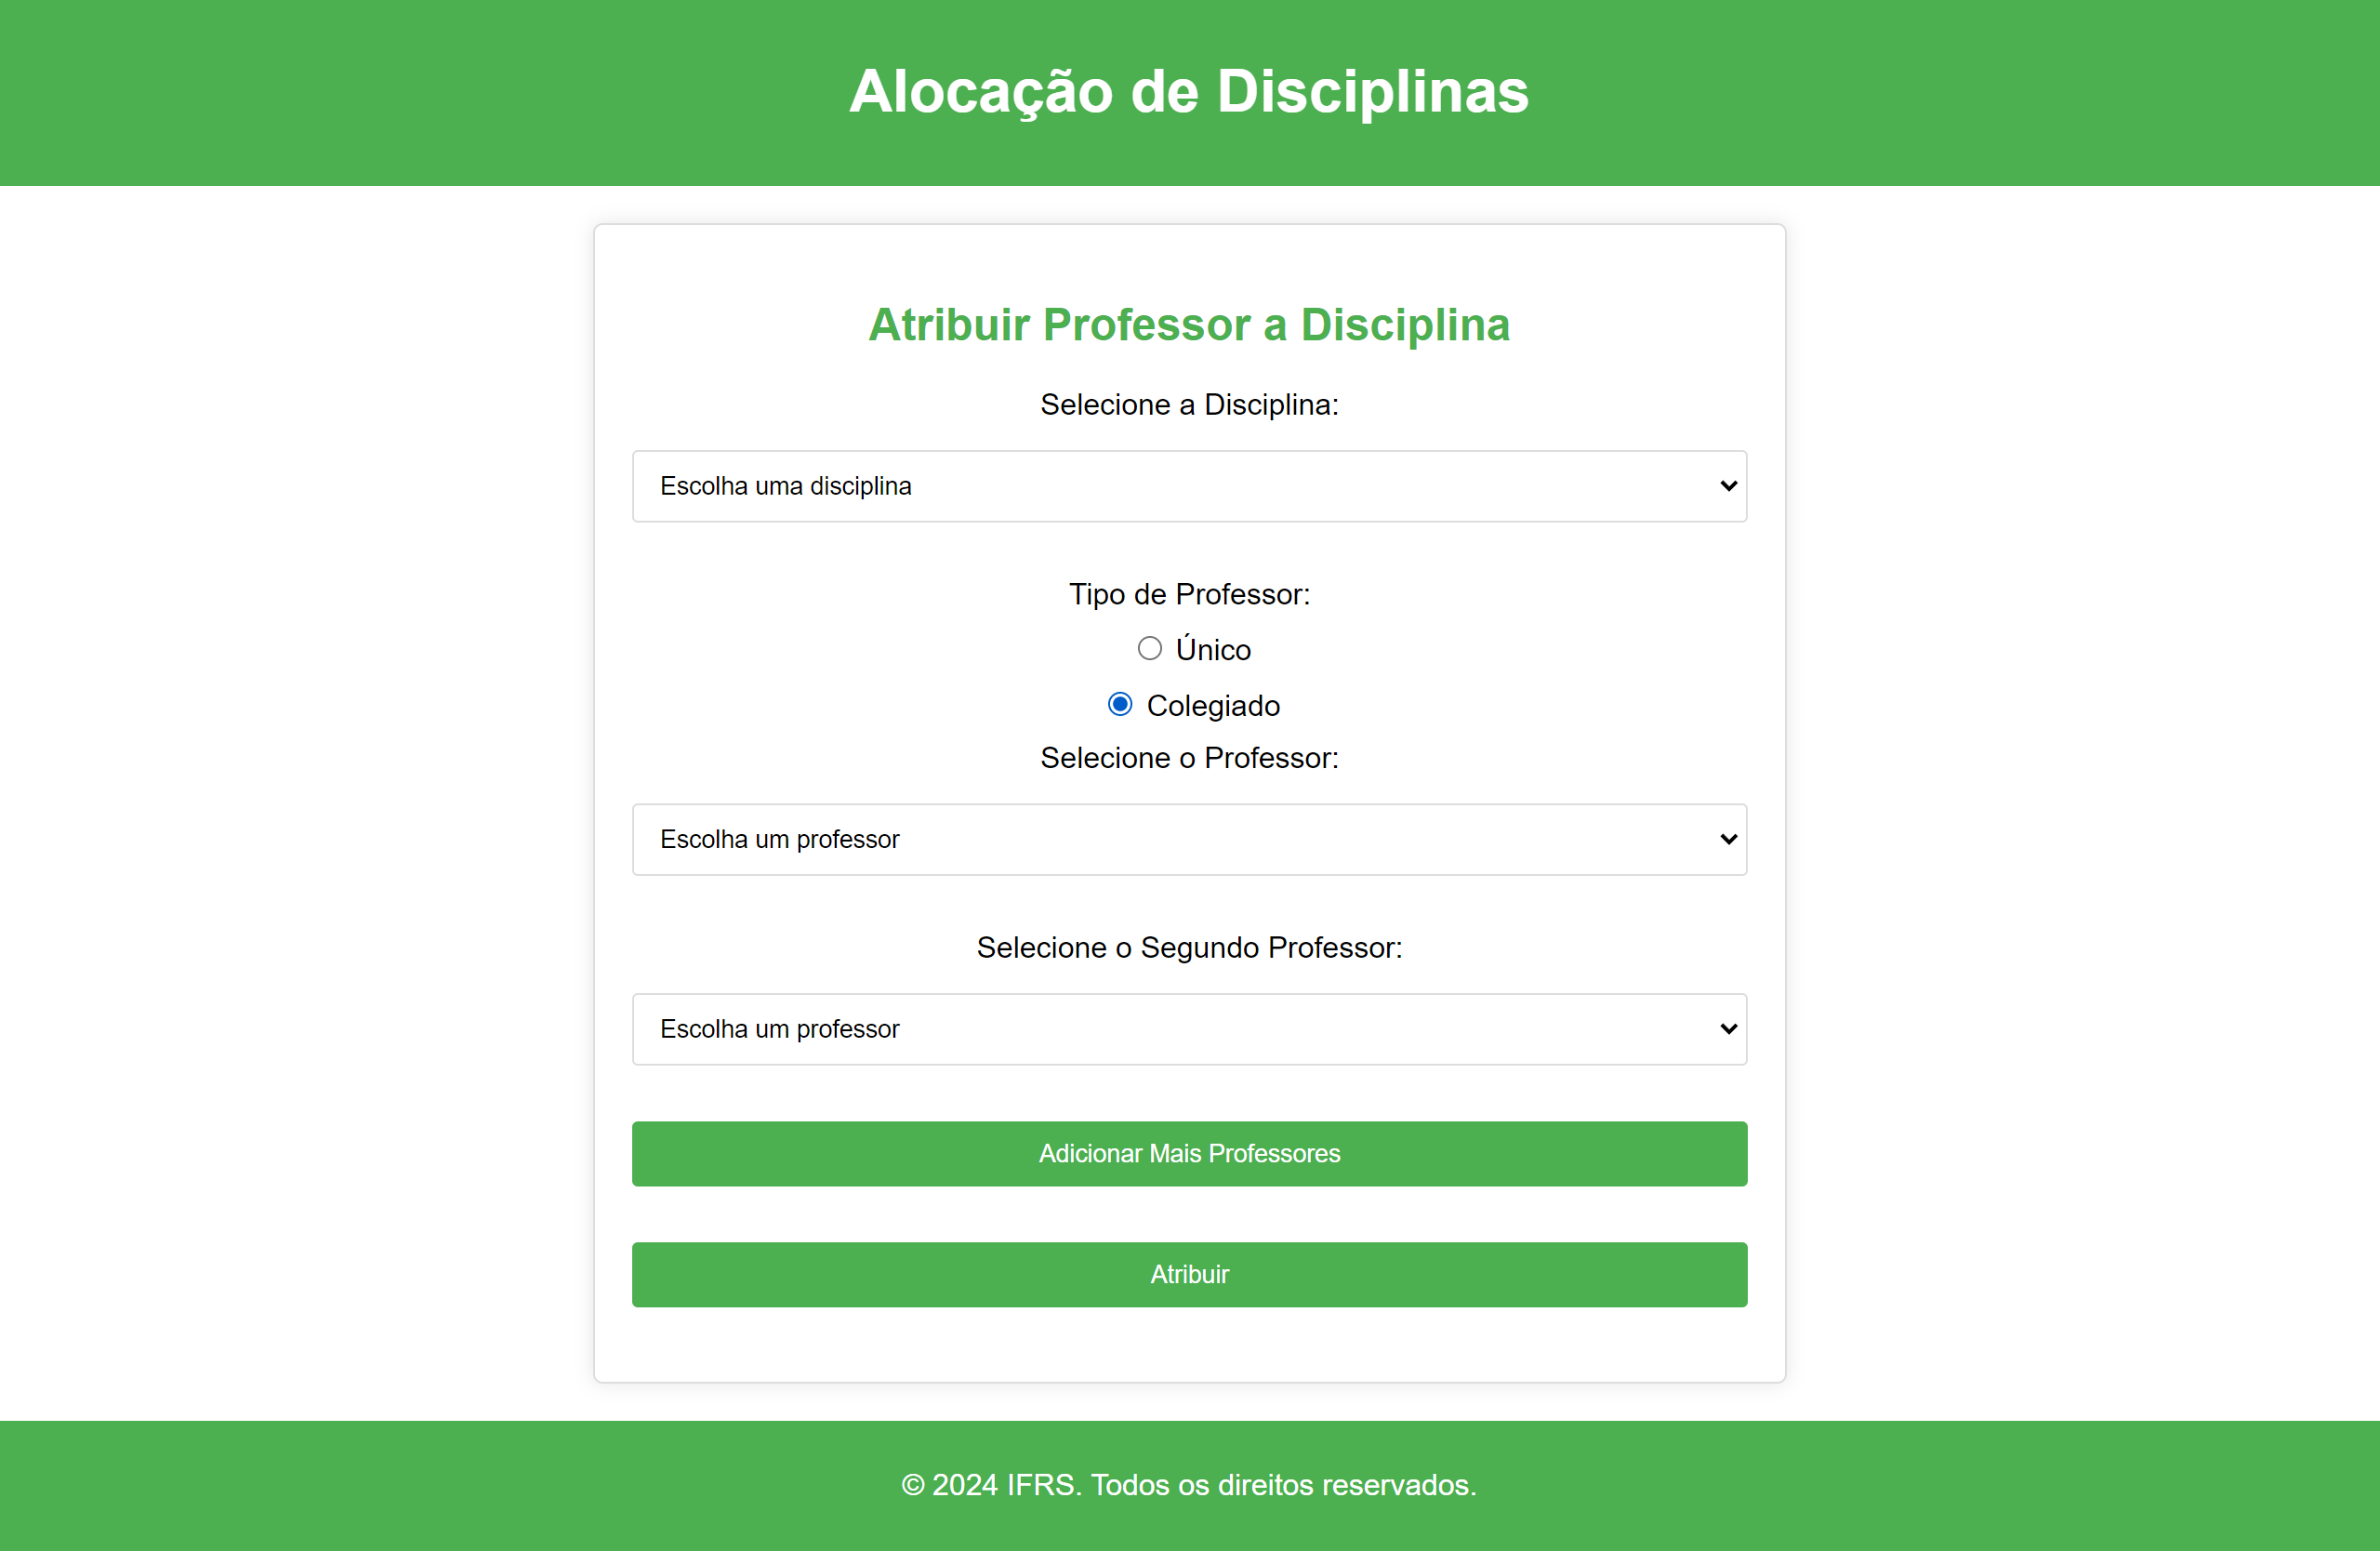 Alocação de Disciplinas
Atribuir Professor a Disciplina
Selecione a Disciplina:
Escolha uma disciplina
Tipo de Professor:
Único
Colegiado
Selecione o Professor:
Escolha um professor
Selecione o Segundo Professor:
Escolha um professor
Adicionar Mais Professores
Atribuir
© 2024 IFRS. Todos os direitos reservados.